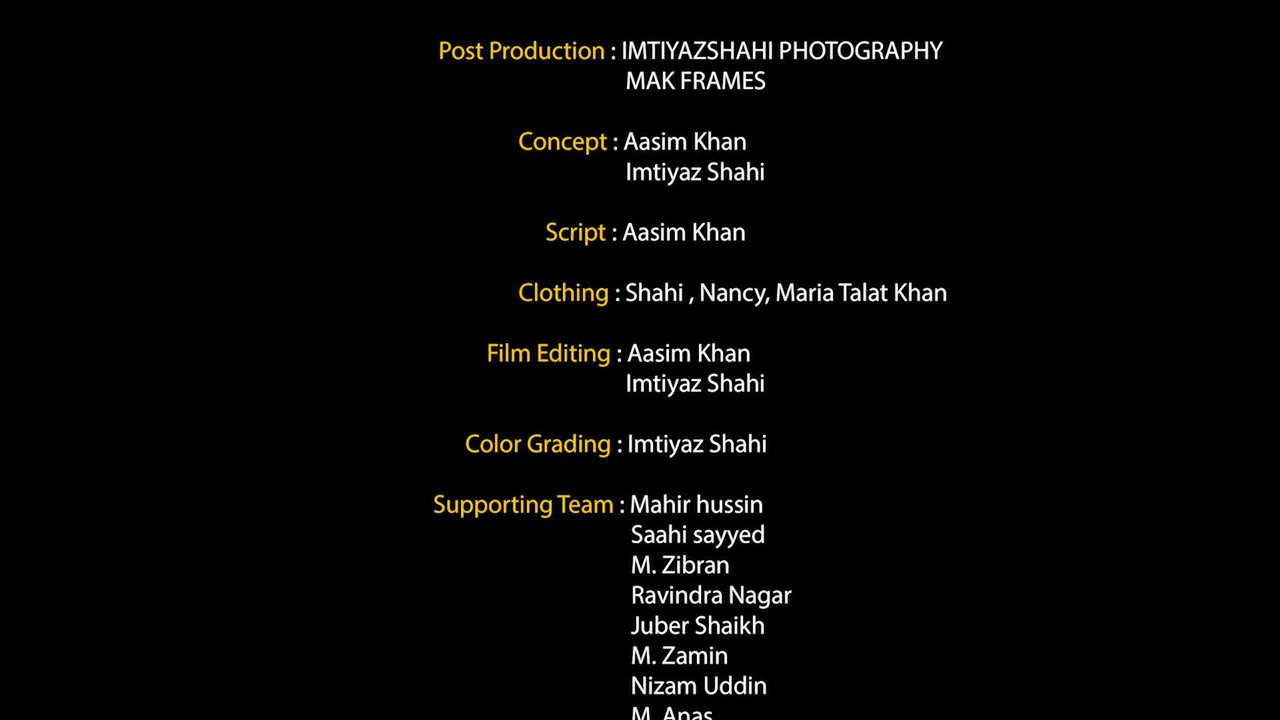 Post Production : IMTIYAZSHAHI PHOTOGRAPHY
MAK FRAMES
Concept : Aasim Khan
Imtiyaz Shahi
Script : Aasim Khan
Clothing : Shahi , Nancy, Maria Talat Khan
Film Editing : Aasim Khan
Imtiyaz Shahi
Color Grading : Imtiyaz Shahi
Supporting Team : Mahir hussin
Saahi sayyed
M. Zibran
Ravindra Nagar
Juber Shaikh
M. Zamin
Nizam Uddin
M. Anas